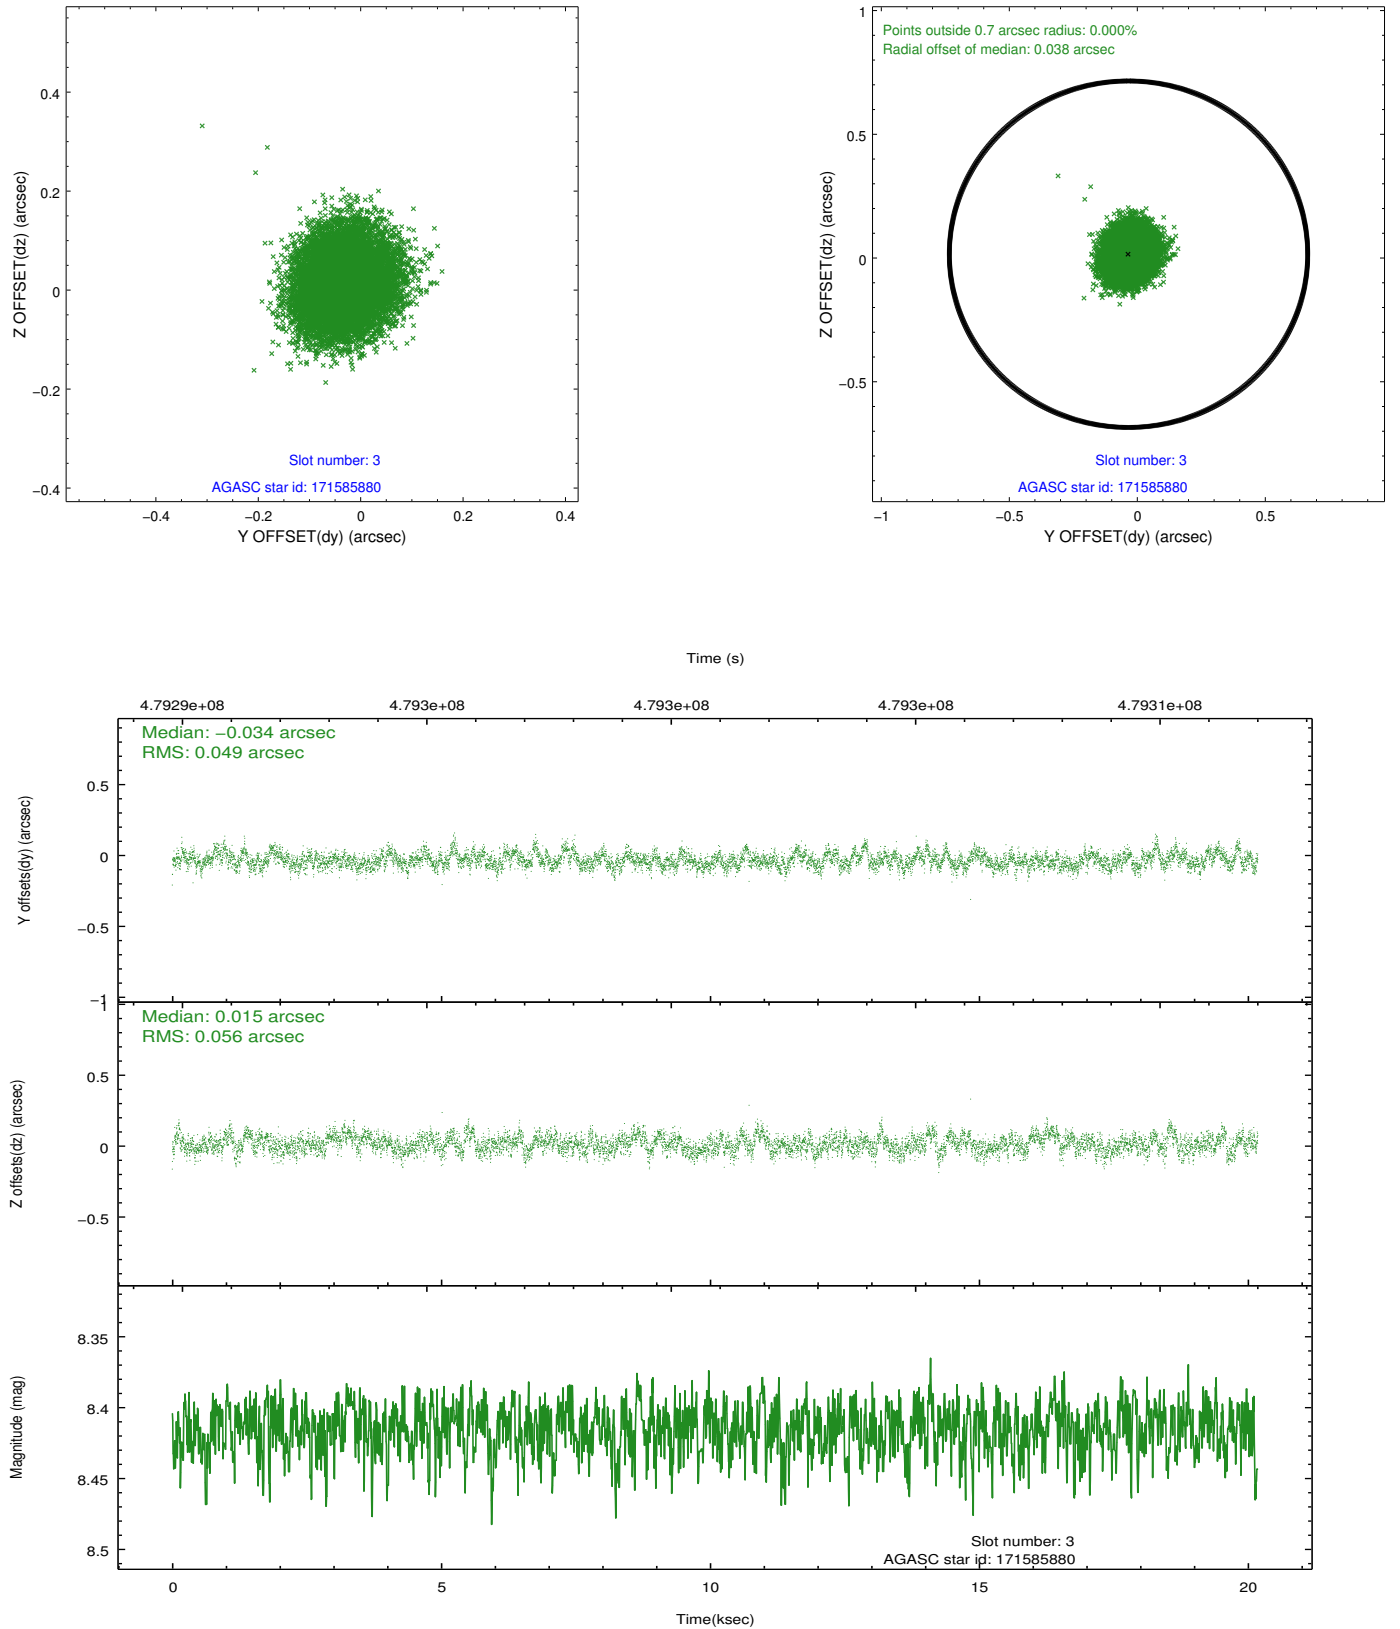 0.4
0.2
0
−0.2
−0.4
Z OFFSET(dz) (arcsec)
Slot number: 3
AGASC star id: 171585880
−0.4
−0.2
0
0.2
0.4
Y OFFSET(dy) (arcsec)
1
0.5
0
−0.5
Z OFFSET(dz) (arcsec)
Points outside 0.7 arcsec radius: 0.000%
Radial offset of median: 0.038 arcsec
Slot number: 3
AGASC star id: 171585880
−1
−0.5
0
0.5
Y OFFSET(dy) (arcsec)
Time (s)
4.7929e+08
4.793e+08
4.793e+08
4.793e+08
4.7931e+08
Median: −0.034 arcsec
RMS: 0.049 arcsec
0.5
0
−0.5
−1
Y offsets(dy) (arcsec)
Median: 0.015 arcsec
RMS: 0.056 arcsec
1
0.5
0
−0.5
Z offsets(dz) (arcsec)
8.35
8.4
8.45
8.5
Magnitude (mag)
Slot number: 3
AGASC star id: 171585880
0
5
10
15
20
Time(ksec)